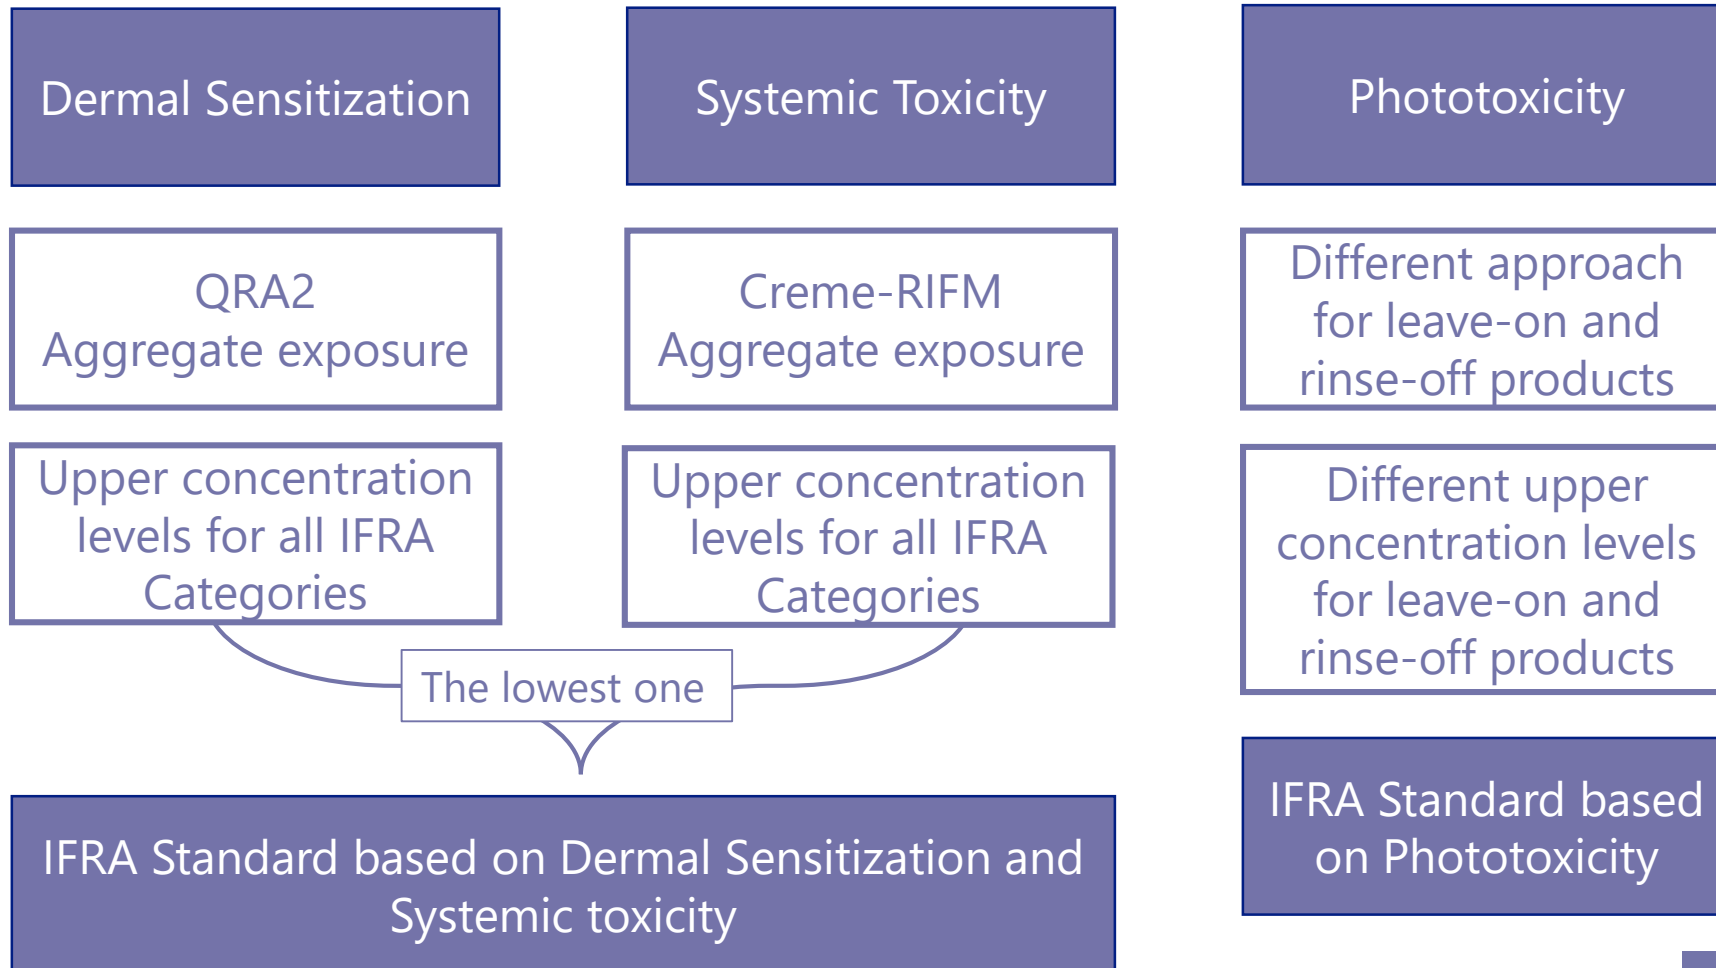 Dermal Sensitization
QRA2
Aggregate exposure
Upper concentration
levels for all IFRA
Categories
Systemic Toxicity
Creme-RIFM
Aggregate exposure
Upper concentration
levels for all IFRA
Categories
The lowest one
IFRA Standard based on Dermal Sensitization and
Systemic toxicity
Phototoxicity
Different approach
for leave-on and
rinse-off products
Different upper
concentration levels
for leave-on and
rinse-off products
IFRA Standard based
on Phototoxicity